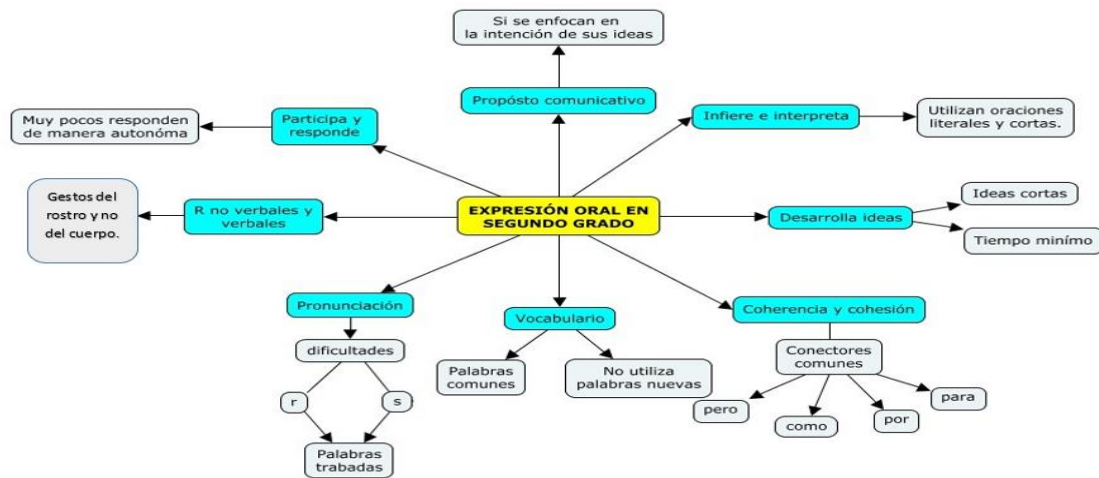 Si se enfocan en
la intención de sus ideas
Propósto comunicativo
Participa y
responde
Muy pocos responden
de manera autonóma
Infiere e interpreta
Utilizan oraciones
literales y cortas.
Gestos del
rostro y no
del cuerpo.
R no verbales y
verbales
EXPRESIÓN ORAL EN
SEGUNDO GRADO
Desarrolla ideas
Ideas cortas
Tiempo minímo
Pronunciación
dificultades
r
s
Palabras
trabadas
Vocabulario
Palabras
comunes
No utiliza
palabras nuevas
Coherencia y cohesión
Conectores
comunes
pero
como
por
para